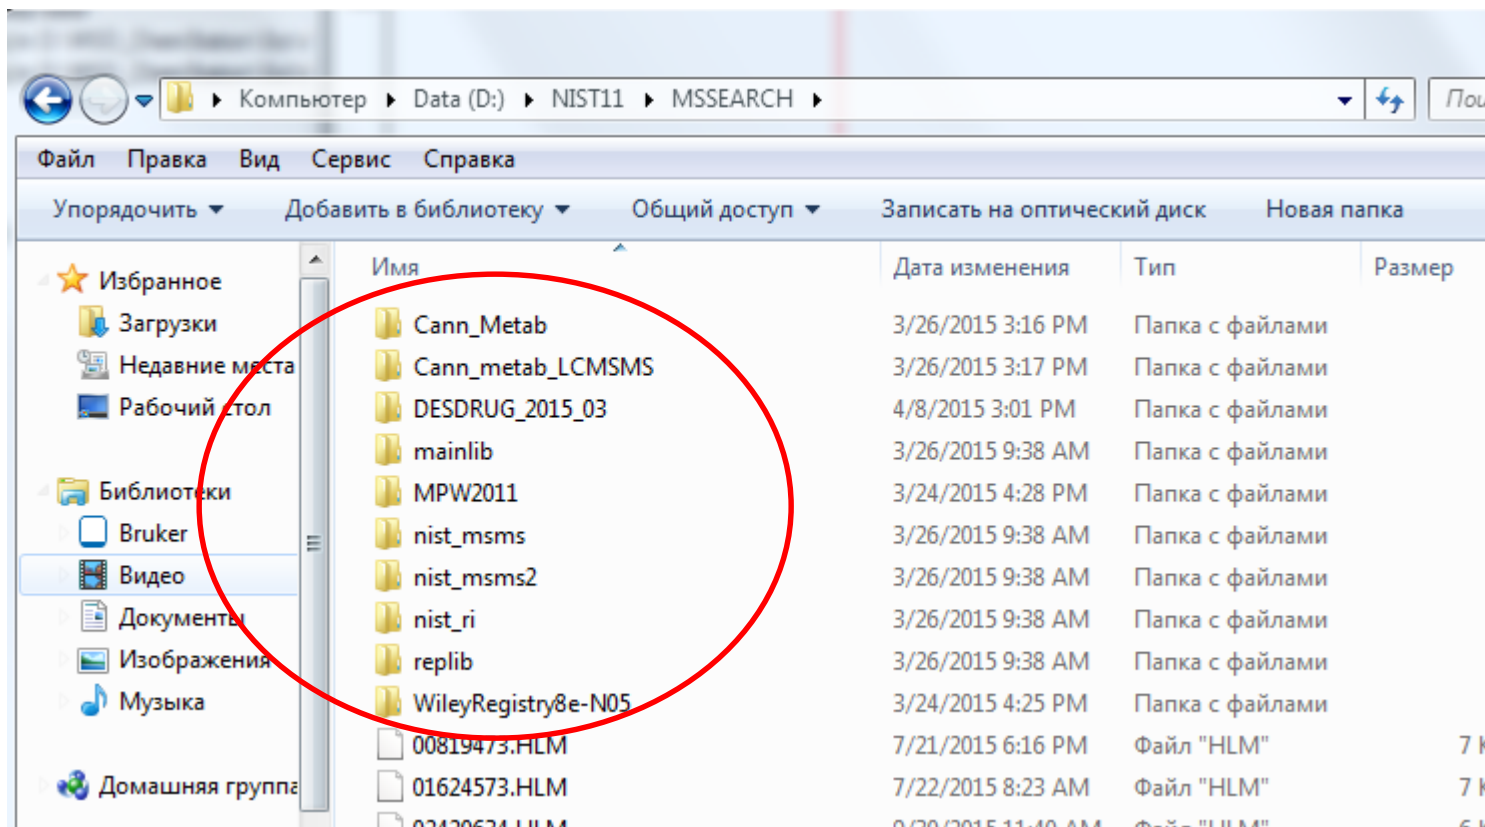 Компьютер Data (D:) NIST11 MSSEARCH
Файл Правка Вид Сервис Справка
Упорядочить Добавить в библиотеку Общий доступ Записать на оптический диск Новая папка
Имя Дата изменения Тип Размер
Избранное
Загрузки
Недавние места
Рабочий стол
Библиотеки
Bruker
Видео
Документы
Изображения
Музыка
Домашняя группа
Cann_Metab 3/26/2015 3:16 PM Папка с файлами
Cann_metab_LCMSMS 3/26/2015 3:17 PM Папка с файлами
DESDRUG_2015_03 4/8/2015 3:01 PM Папка с файлами
mainlib 3/26/2015 9:38 AM Папка с файлами
MPW2011 3/24/2015 4:28 PM Папка с файлами
nist_msms 3/26/2015 9:38 AM Папка с файлами
nist_msms2 3/26/2015 9:38 AM Папка с файлами
nist_ri 3/26/2015 9:38 AM Папка с файлами
replib 3/26/2015 9:38 AM Папка с файлами
WileyRegistry8e-N05 3/24/2015 4:25 PM Папка с файлами
00819473.HLM 7/21/2015 6:16 PM Файл "HLM" 7
01624573.HLM 7/22/2015 8:23 AM Файл "HLM" 7